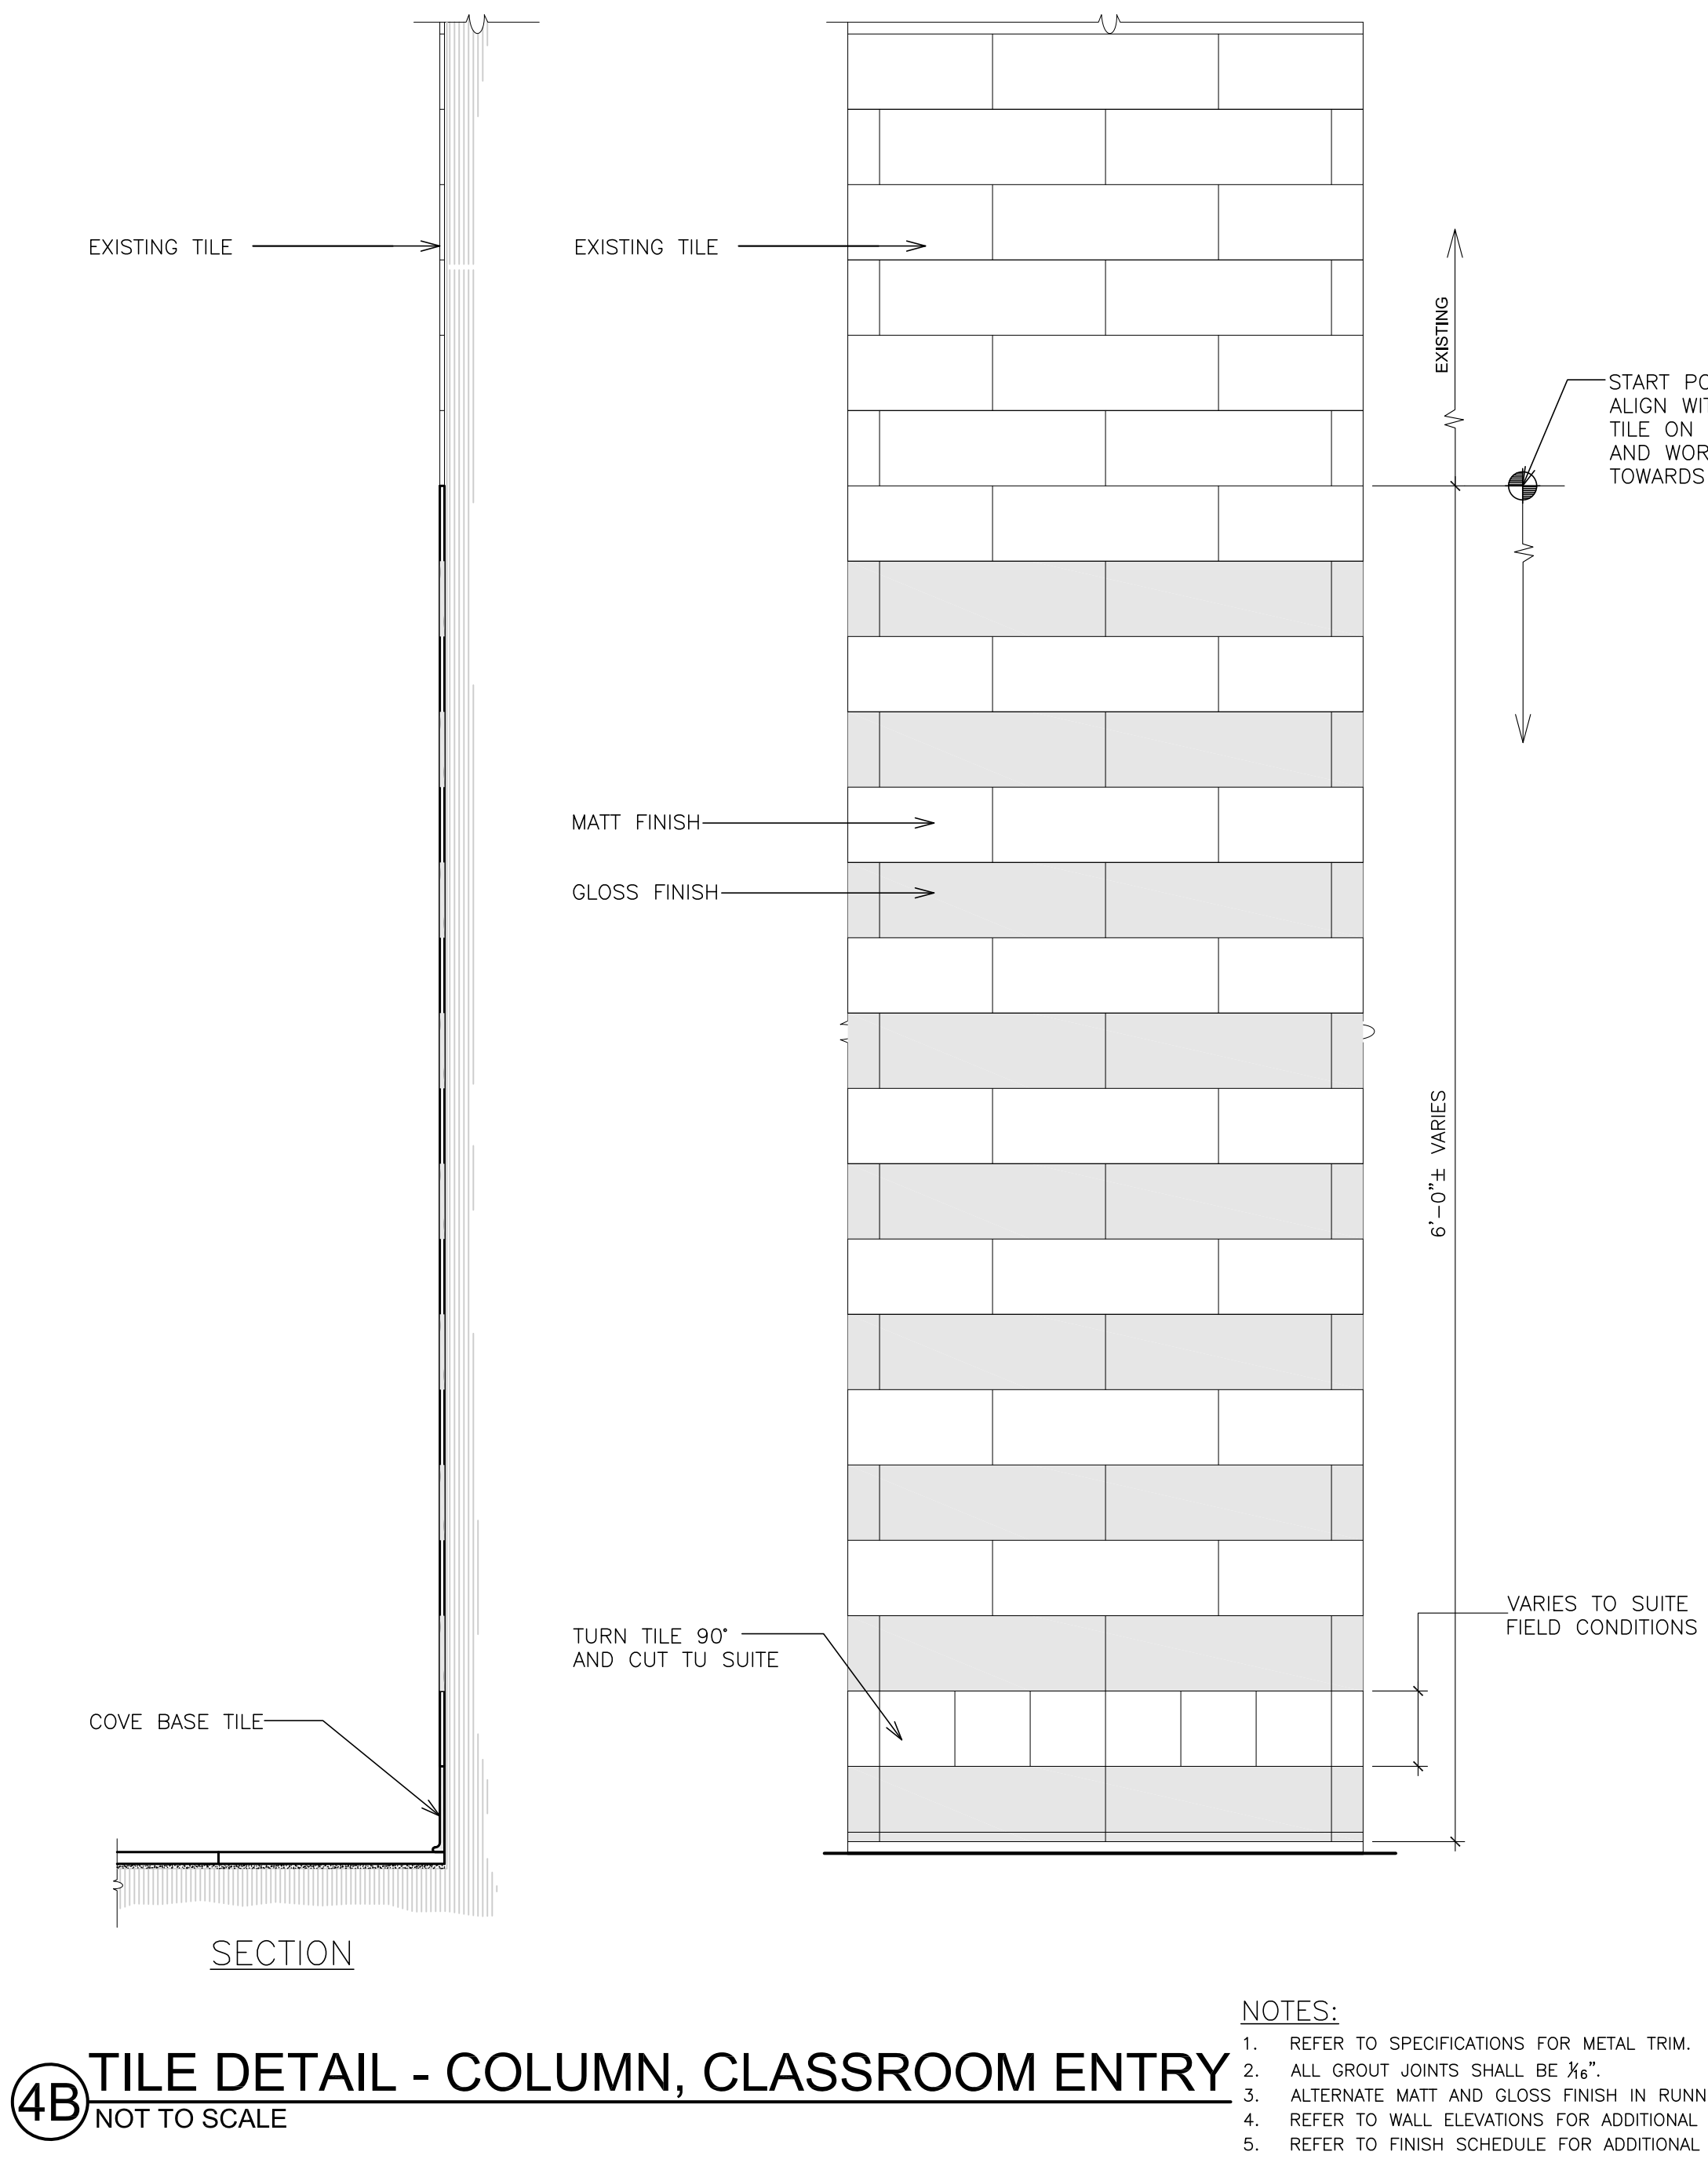 EXISTING TILE
EXISTING TILE
EXISTING
START PO
ALIGN WIT
TILE ON
AND WOR
TOWARDS
MATT FINISH
GLOSS FINISH
6'-0"± VARIES
VARIES TO SUITE
FIELD CONDITIONS
TURN TILE 90°
AND CUT TU SUITE
COVE BASE TILE
SECTION
4B
TILE DETAIL - COLUMN, CLASSROOM ENTRY
NOT TO SCALE
NOTES:
1. REFER TO SPECIFICATIONS FOR METAL TRIM.
2. ALL GROUT JOINTS SHALL BE 1/16".
3. ALTERNATE MATT AND GLOSS FINISH IN RUNN
4. REFER TO WALL ELEVATIONS FOR ADDITIONAL
5. REFER TO FINISH SCHEDULE FOR ADDITIONAL